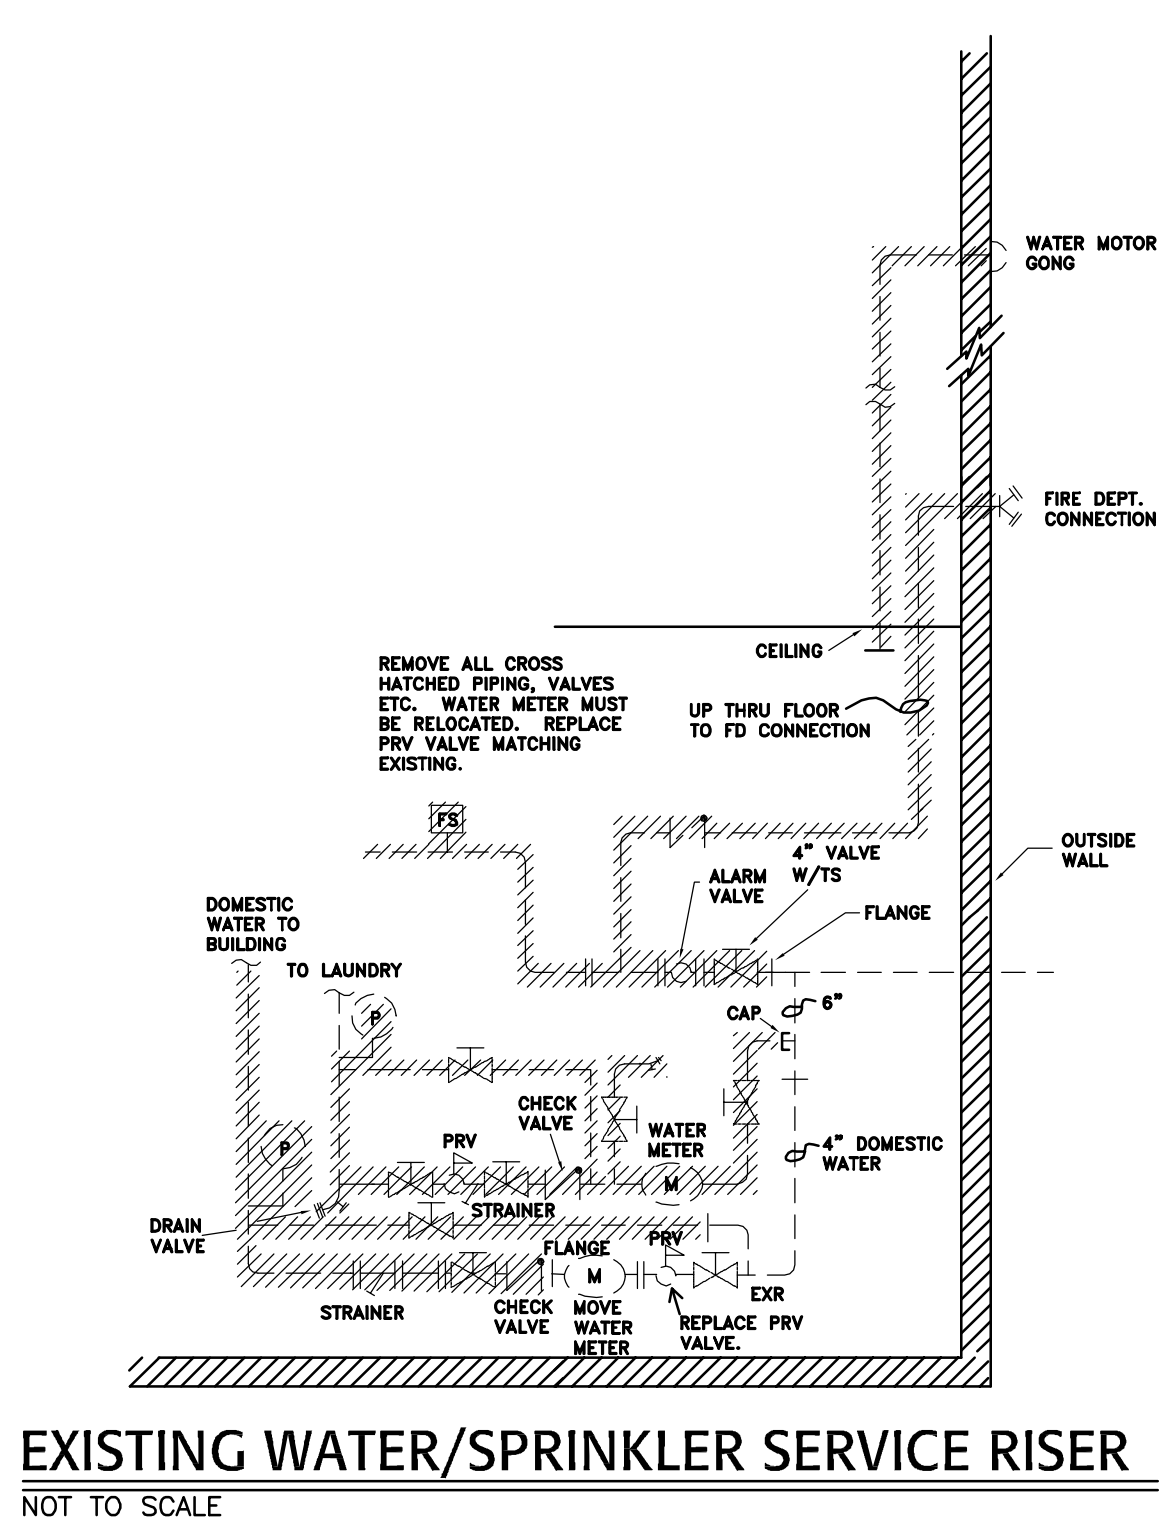 WATER MOTOR
GONG
FIRE DEPT.
CONNECTION
CEILING
REMOVE ALL CROSS
HATCHED PIPING, VALVES
ETC. WATER METER MUST
BE RELOCATED. REPLACE
PRV VALVE MATCHING
EXISTING.
UP THRU FLOOR
TO FD CONNECTION
FS
OUTSIDE
WALL
4" VALVE
W/TS
ALARM
VALVE
FLANGE
DOMESTIC
WATER TO
BUILDING
TO LAUNDRY
P
6"
CAP
CHECK
VALVE
WATER
METER
PRV
P
4" DOMESTIC
WATER
M
STRAINER
DRAIN
VALVE
PRV
FLANGE
M
EXR
STRAINER
CHECK
VALVE
MOVE
WATER
METER
REPLACE PRV
VALVE.
EXISTING WATER/SPRINKLER SERVICE RISER
NOT TO SCALE